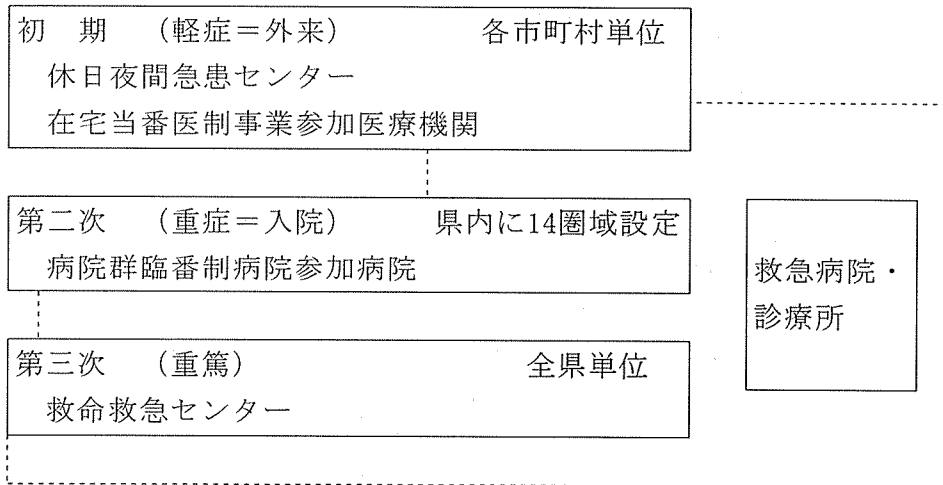 初　期　（軽症＝外来）　各市町村単位
休日夜間急患センター
在宅当番医制事業参加医療機関
第二次　（重症＝入院）　県内に14圏域設定
病院群臨番制病院参加病院
第三次　（重篤）　全県単位
救命救急センター
救急病院・
診療所